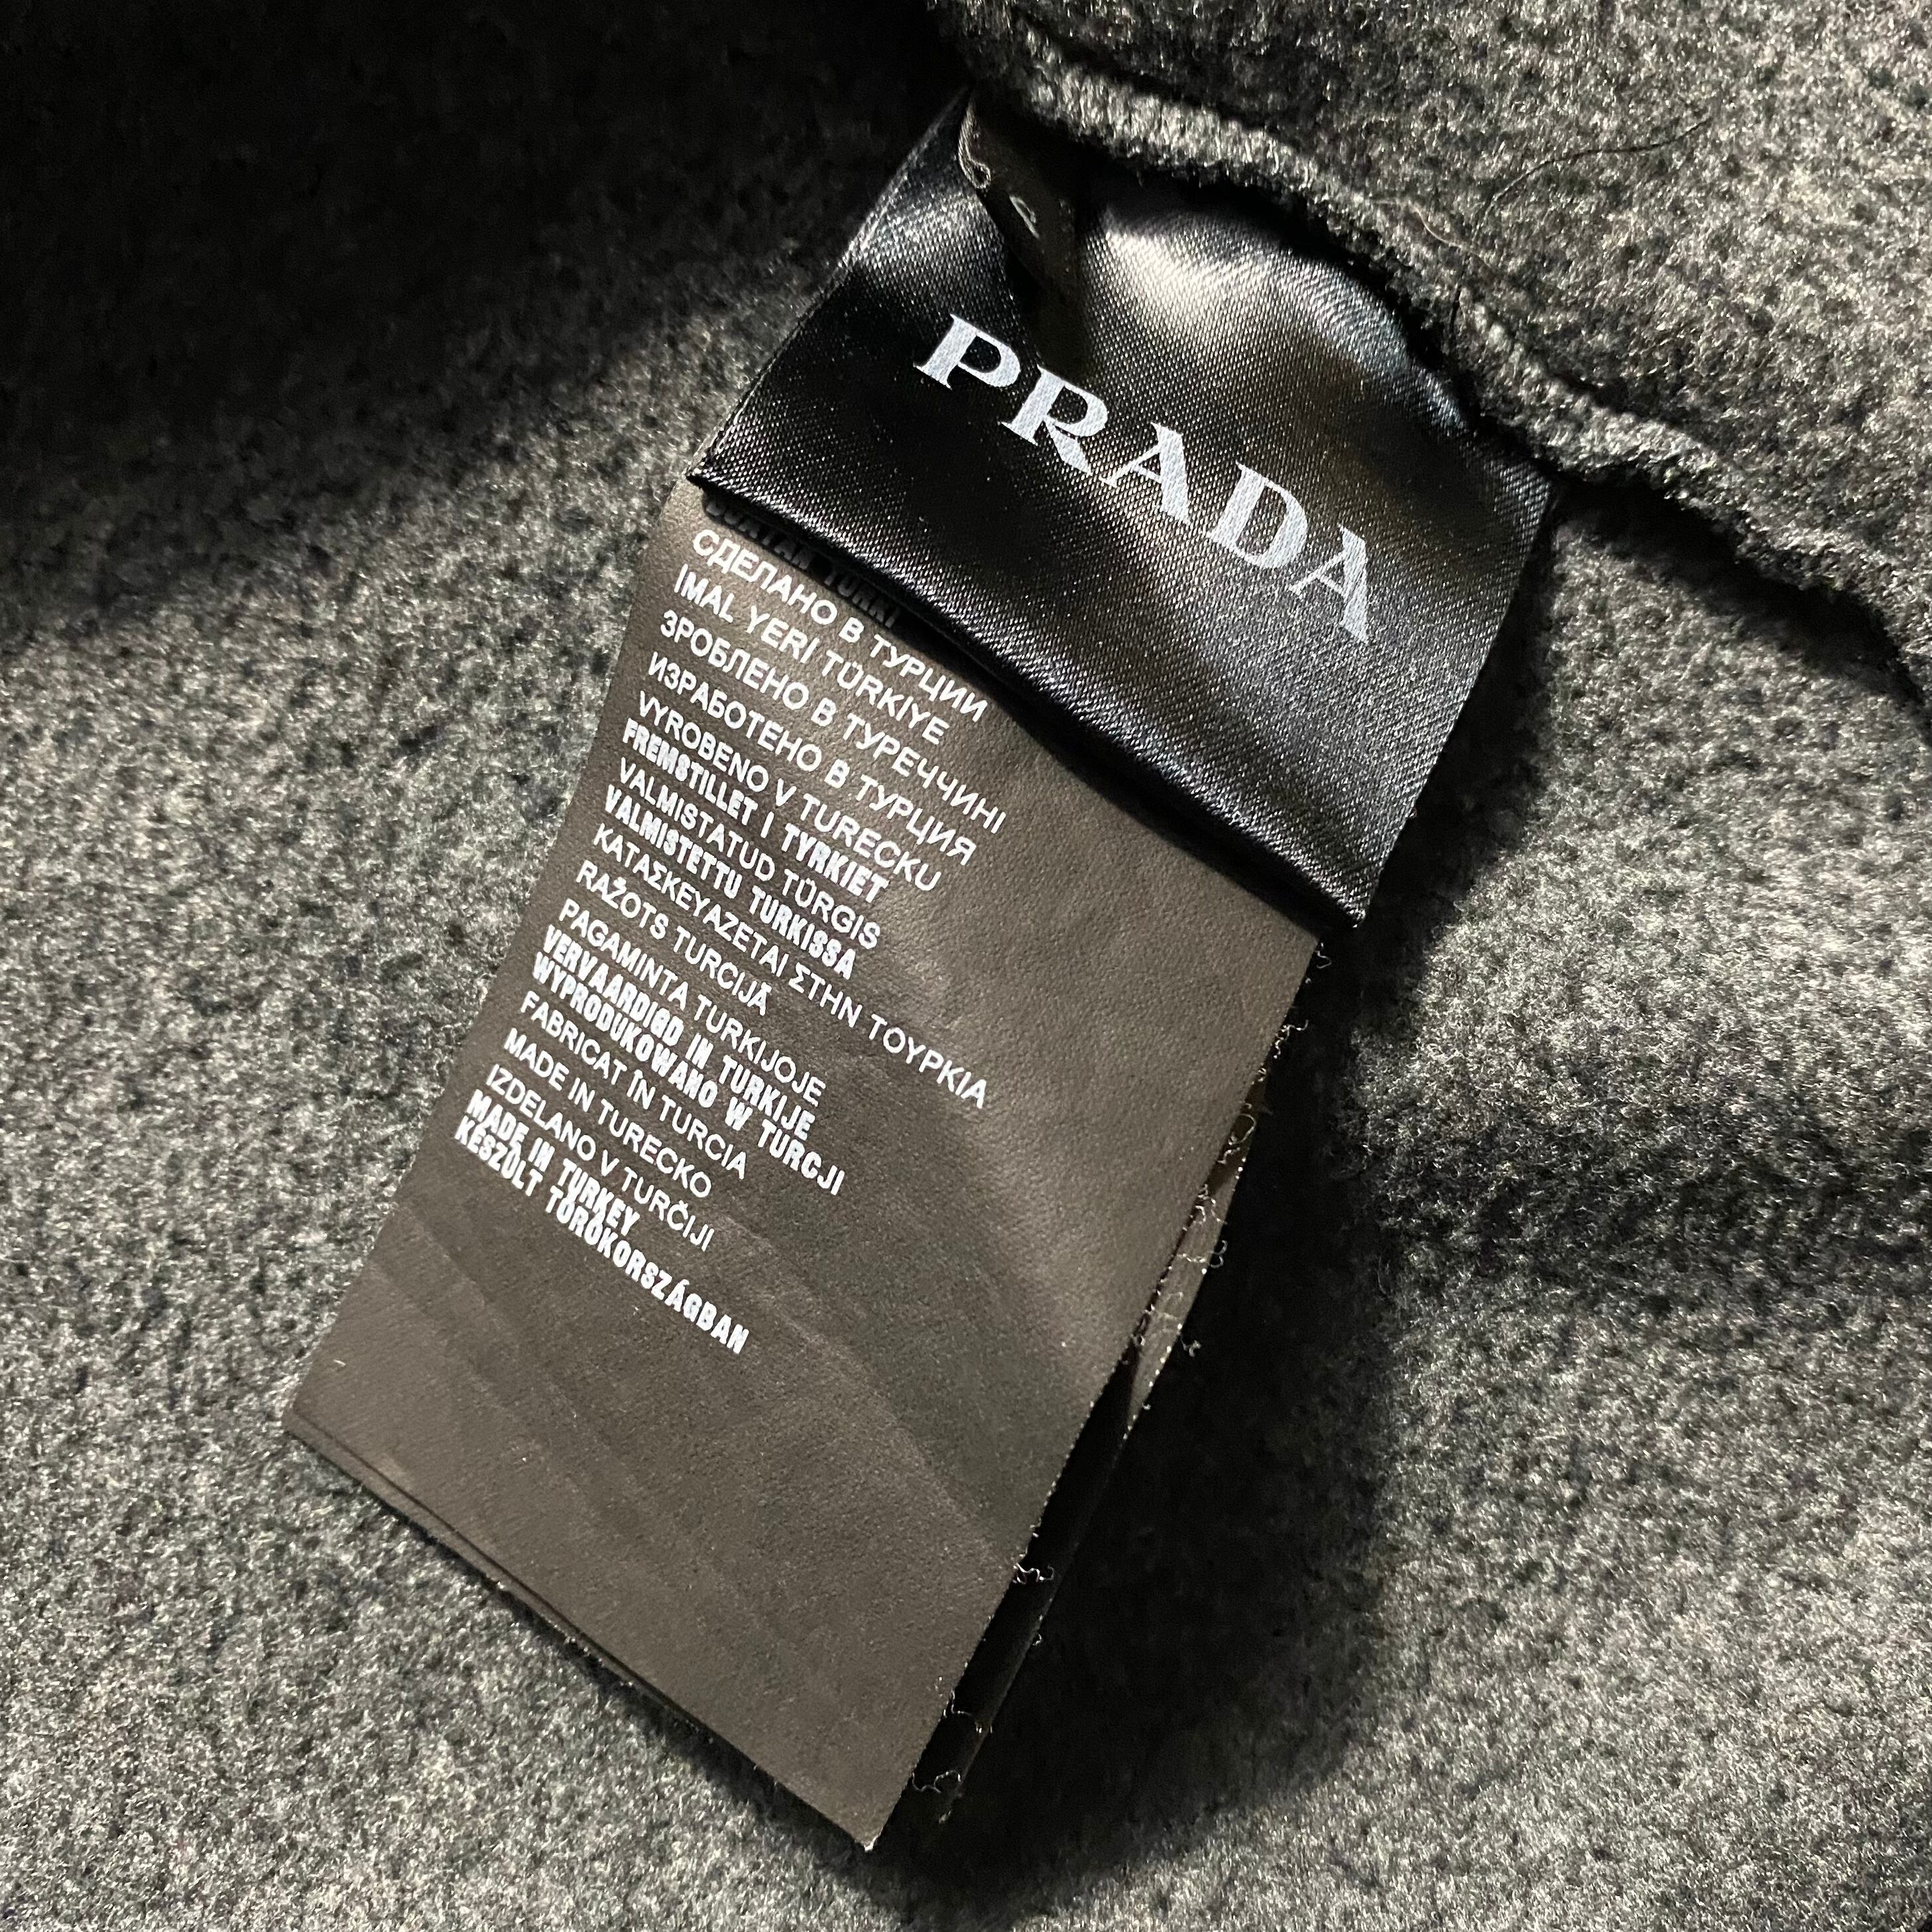 PRADA
СДЕЛАНО В ТУРЦИИ
İMAL YERİ TÜRKİYE
ЗРОБЛЕНО В ТУРЕЧЧИНІ
ИЗРАБОТЕНО В ТУРЦИЯ
VYROBENO V TURECKU
FREMSTILLET I TYRKIET
VALMISTATUD TÜRGIS
VALMISTETTU TURKISSA
ΚΑΤΑΣΚΕΥΑΖΕΤΑΙ ΣΤΗΝ ΤΟΥΡΚΙΑ
RAŽOTS TURCIJĀ
PAGAMINTA TURKIJOJE
VERVAARDIGD IN TURKIJE
WYPRODUKOWANO W TURCJI
FABRICAT ÎN TURCIA
MADE IN TURECKO
IZDELANO V TURČIJI
MADE IN TURKEY
KÉSZÜLT TÖRÖKORSZÁGBAN